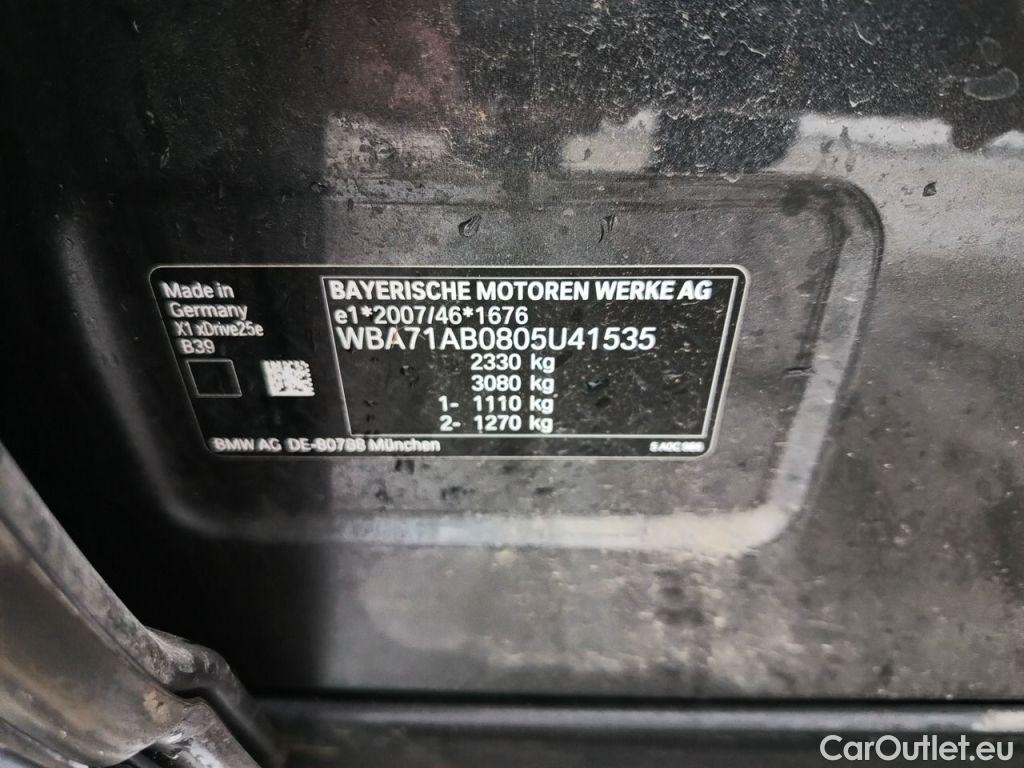 Made in
Germany
X1 xDrive25e
B39
BAYERISCHE MOTOREN WERKE AG
e1*2007/46*1676
WBA71AB0805U41535
2330 kg
3080 kg
1- 1110 kg
2- 1270 kg
BMW AG DE-80788 München
CarOutlet.eu